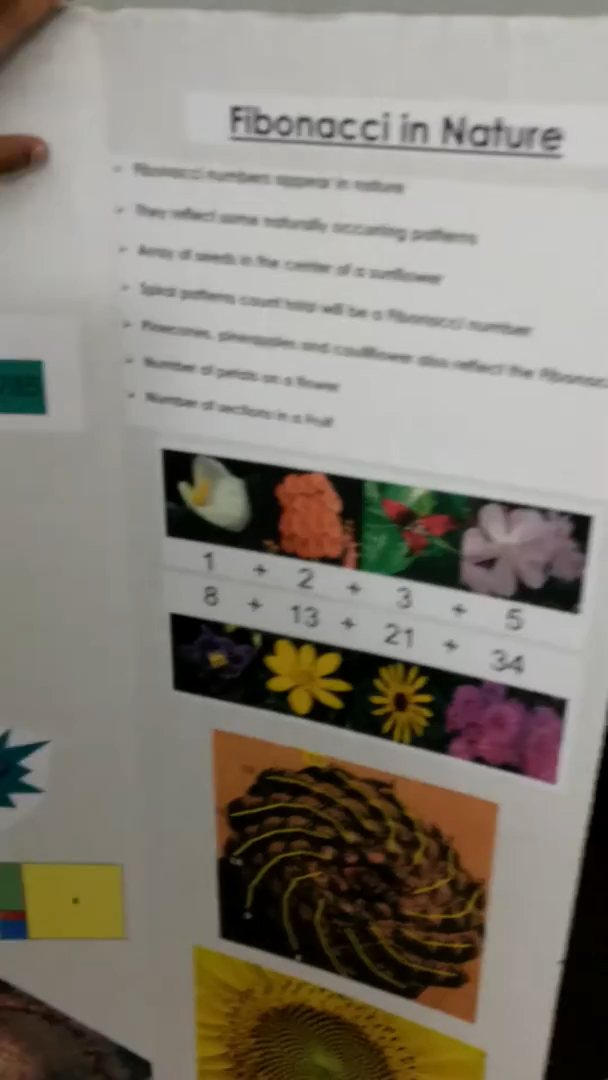 Fibonacci in Nature
Fibonacci numbers appear in nature
They reflect some naturally occurring patterns
Array of seeds in the center of a sunflower
Spiral patterns count total will be a Fibonacci number
Pinecones, pineapples and cauliflower also reflect the Fibonac
Number of petals on a flower
Number of sections in a fruit
1 + 2 + 3 + 5
8 + 13 + 21 + 34